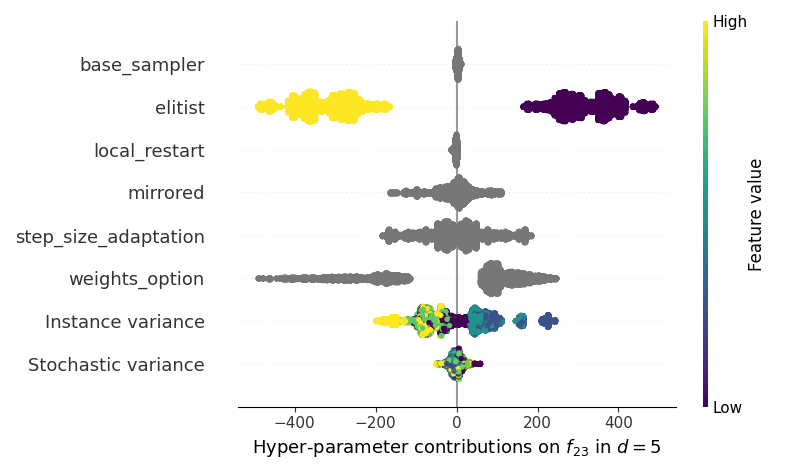 High
base_sampler
elitist
local_restart
mirrored
step_size_adaptation
weights_option
Instance variance
Stochastic variance
Feature value
Low
−400 −200 0 200 400
Hyper-parameter contributions on f₂₃ in d = 5